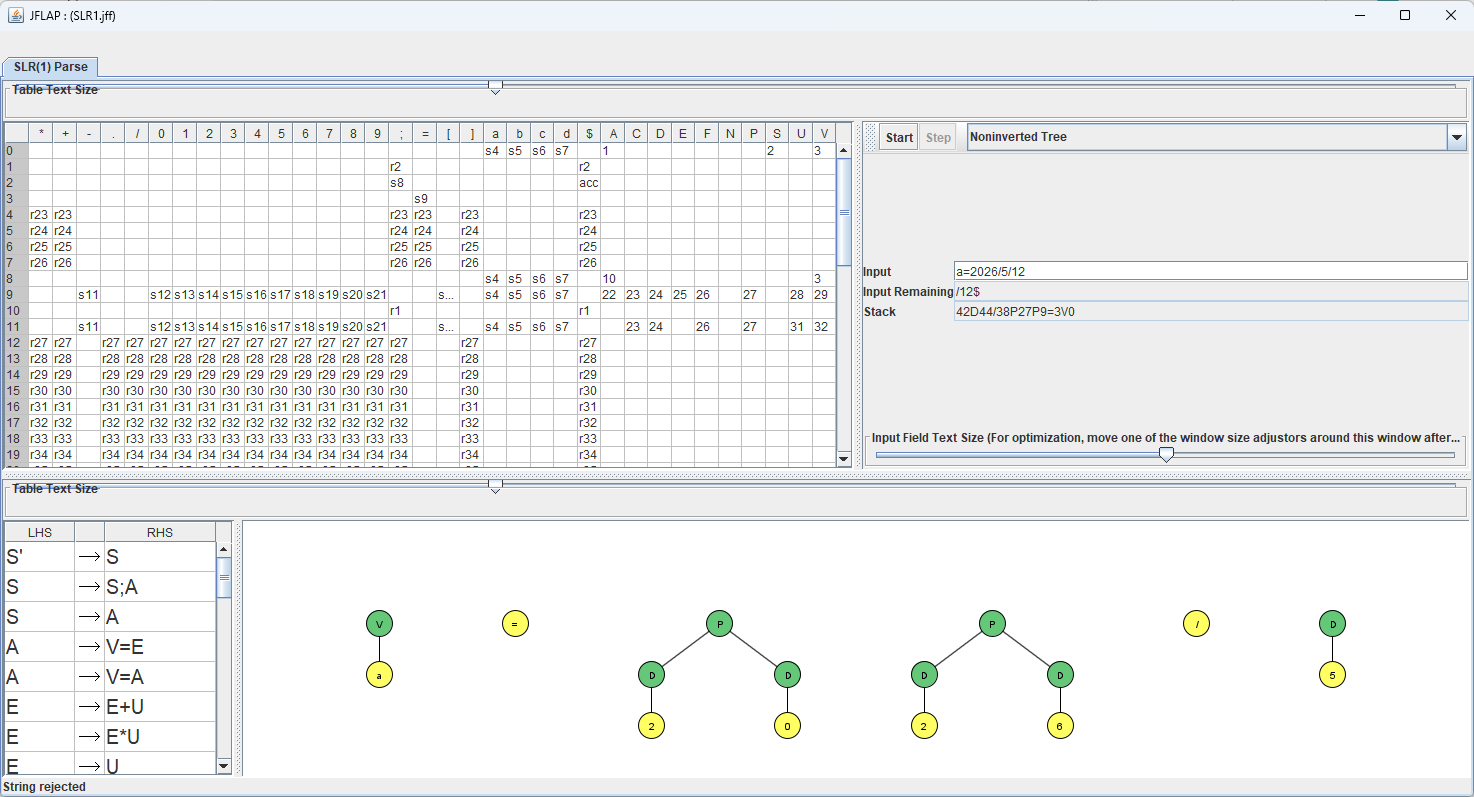 JFLAP : (SLR1.jff)
SLR(1) Parse
Table Text Size
* + - . / 0 1 2 3 4 5 6 7 8 9 ; = [ ] a b c d $ A C D E F N P S U V
0 s4 s5 s6 s7 1 2 3
1 r2 r2
2 s8 acc
3 s9
4 r23 r23 r23 r23 r23 r23
5 r24 r24 r24 r24 r24 r24
6 r25 r25 r25 r25 r25 r25
7 r26 r26 r26 r26 r26 r26
8 s4 s5 s6 s7 10 3
9 s11 s12 s13 s14 s15 s16 s17 s18 s19 s20 s21 s... s4 s5 s6 s7 22 23 24 25 26 27 28 29
10 r1 r1
11 s11 s12 s13 s14 s15 s16 s17 s18 s19 s20 s21 s... s4 s5 s6 s7 23 24 26 27 31 32
12 r27 r27 r27 r27 r27 r27 r27 r27 r27 r27 r27 r27 r27 r27 r27 r27 r27
13 r28 r28 r28 r28 r28 r28 r28 r28 r28 r28 r28 r28 r28 r28 r28 r28 r28
14 r29 r29 r29 r29 r29 r29 r29 r29 r29 r29 r29 r29 r29 r29 r29 r29 r29
15 r30 r30 r30 r30 r30 r30 r30 r30 r30 r30 r30 r30 r30 r30 r30 r30 r30
16 r31 r31 r31 r31 r31 r31 r31 r31 r31 r31 r31 r31 r31 r31 r31 r31 r31
17 r32 r32 r32 r32 r32 r32 r32 r32 r32 r32 r32 r32 r32 r32 r32 r32 r32
18 r33 r33 r33 r33 r33 r33 r33 r33 r33 r33 r33 r33 r33 r33 r33 r33 r33
19 r34 r34 r34 r34 r34 r34 r34 r34 r34 r34 r34 r34 r34 r34 r34 r34 r34
Start Step Noninverted Tree
Input a=2026/5/12
Input Remaining /12$
Stack 42D44/38P27P9=3V0
Input Field Text Size (For optimization, move one of the window size adjustors around this window after...
Table Text Size
LHS RHS
S' → S
S → S;A
S → A
A → V=E
A → V=A
E → E+U
E → E*U
E → U
V = P P / D
a D D D D 5
2 0 2 6
String rejected